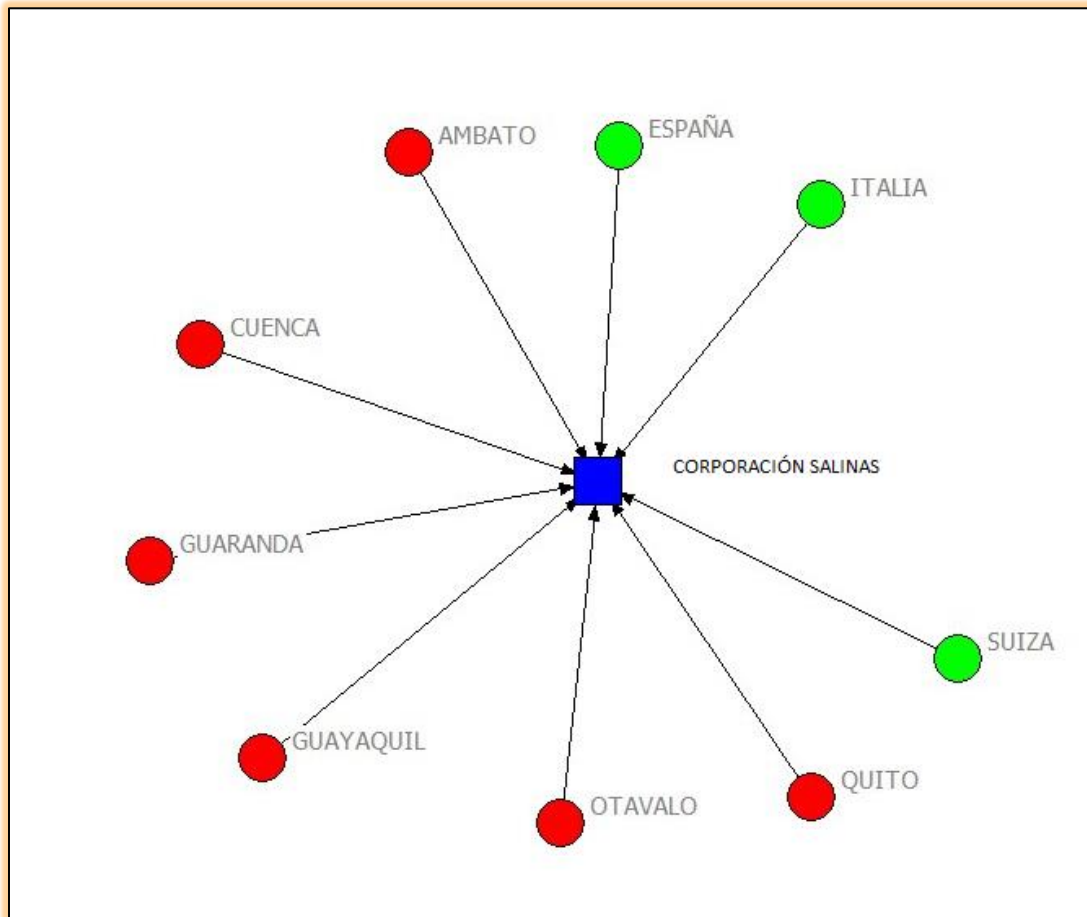 ESPAÑA
AMBATO
ITALIA
CUENCA
CORPORACIÓN SALINAS
GUARANDA
SUIZA
GUAYAQUIL
QUITO
OTAVALO